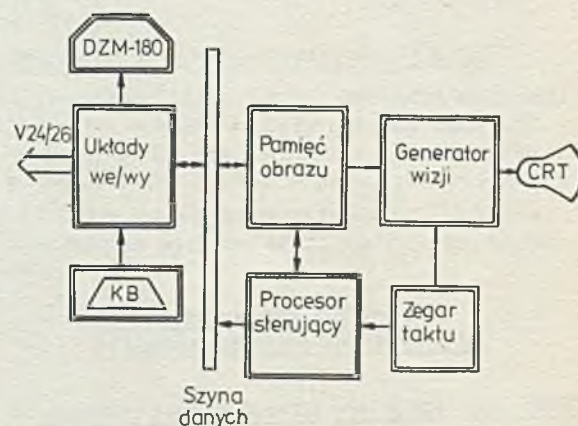 DZM-180
V24/26
Układy
we/wy
Pamięć
obrazu
Generator
wizji
CRT
KB
Procesor
sterujący
Zegar
taktu
Szyna
danych